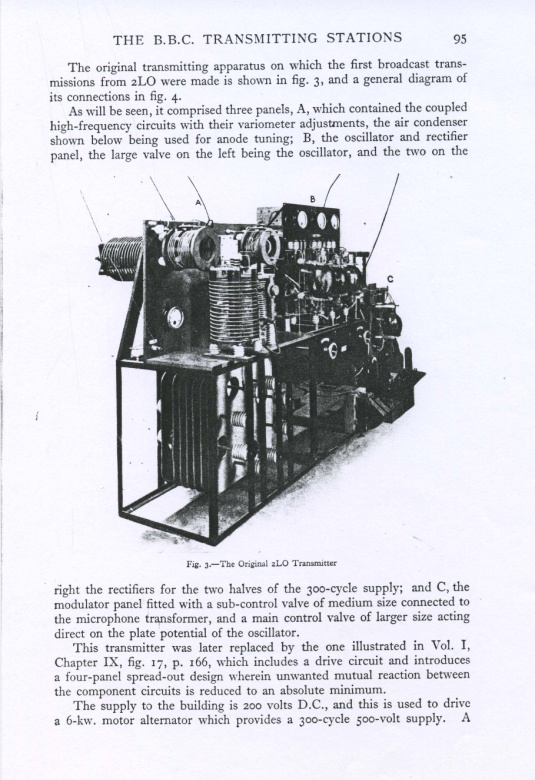 THE B.B.C. TRANSMITTING STATIONS 95
The original transmitting apparatus on which the first broadcast trans-
missions from 2LO were made is shown in fig. 3, and a general diagram of
its connections in fig. 4.
As will be seen, it comprised three panels, A, which contained the coupled
high-frequency circuits with their variometer adjustments, the air condenser
shown below being used for anode tuning; B, the oscillator and rectifier
panel, the large valve on the left being the oscillator, and the two on the
A
B
C
Fig. 3.—The Original 2LO Transmitter
right the rectifiers for the two halves of the 300-cycle supply; and C, the
modulator panel fitted with a sub-control valve of medium size connected to
the microphone transformer, and a main control valve of larger size acting
direct on the plate potential of the oscillator.
This transmitter was later replaced by the one illustrated in Vol. I,
Chapter IX, fig. 17, p. 166, which includes a drive circuit and introduces
a four-panel spread-out design wherein unwanted mutual reaction between
the component circuits is reduced to an absolute minimum.
The supply to the building is 200 volts D.C., and this is used to drive
a 6-kw. motor alternator which provides a 300-cycle 500-volt supply. A